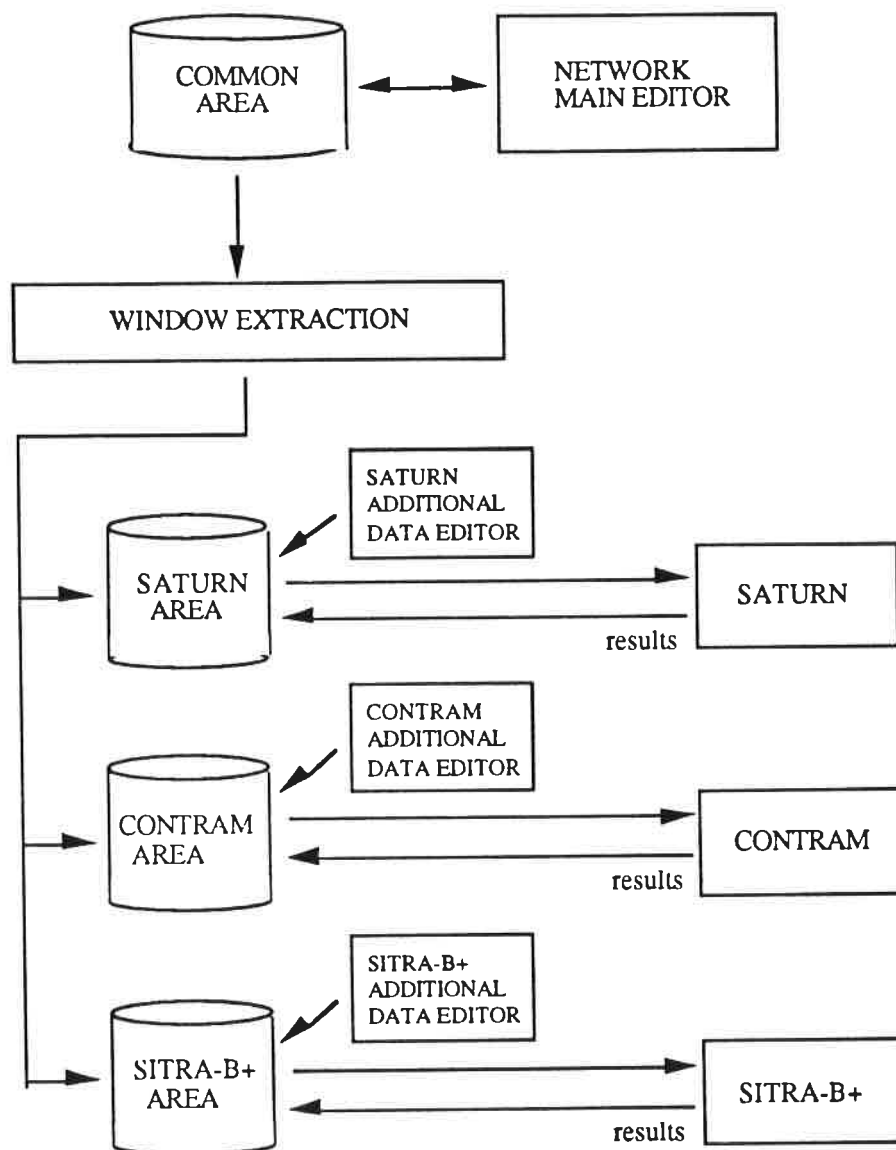 COMMON
AREA
NETWORK
MAIN EDITOR
WINDOW EXTRACTION
SATURN
ADDITIONAL
DATA EDITOR
SATURN
AREA
SATURN
results
CONTRAM
ADDITIONAL
DATA EDITOR
CONTRAM
AREA
CONTRAM
results
SITRA-B+
ADDITIONAL
DATA EDITOR
SITRA-B+
AREA
SITRA-B+
results